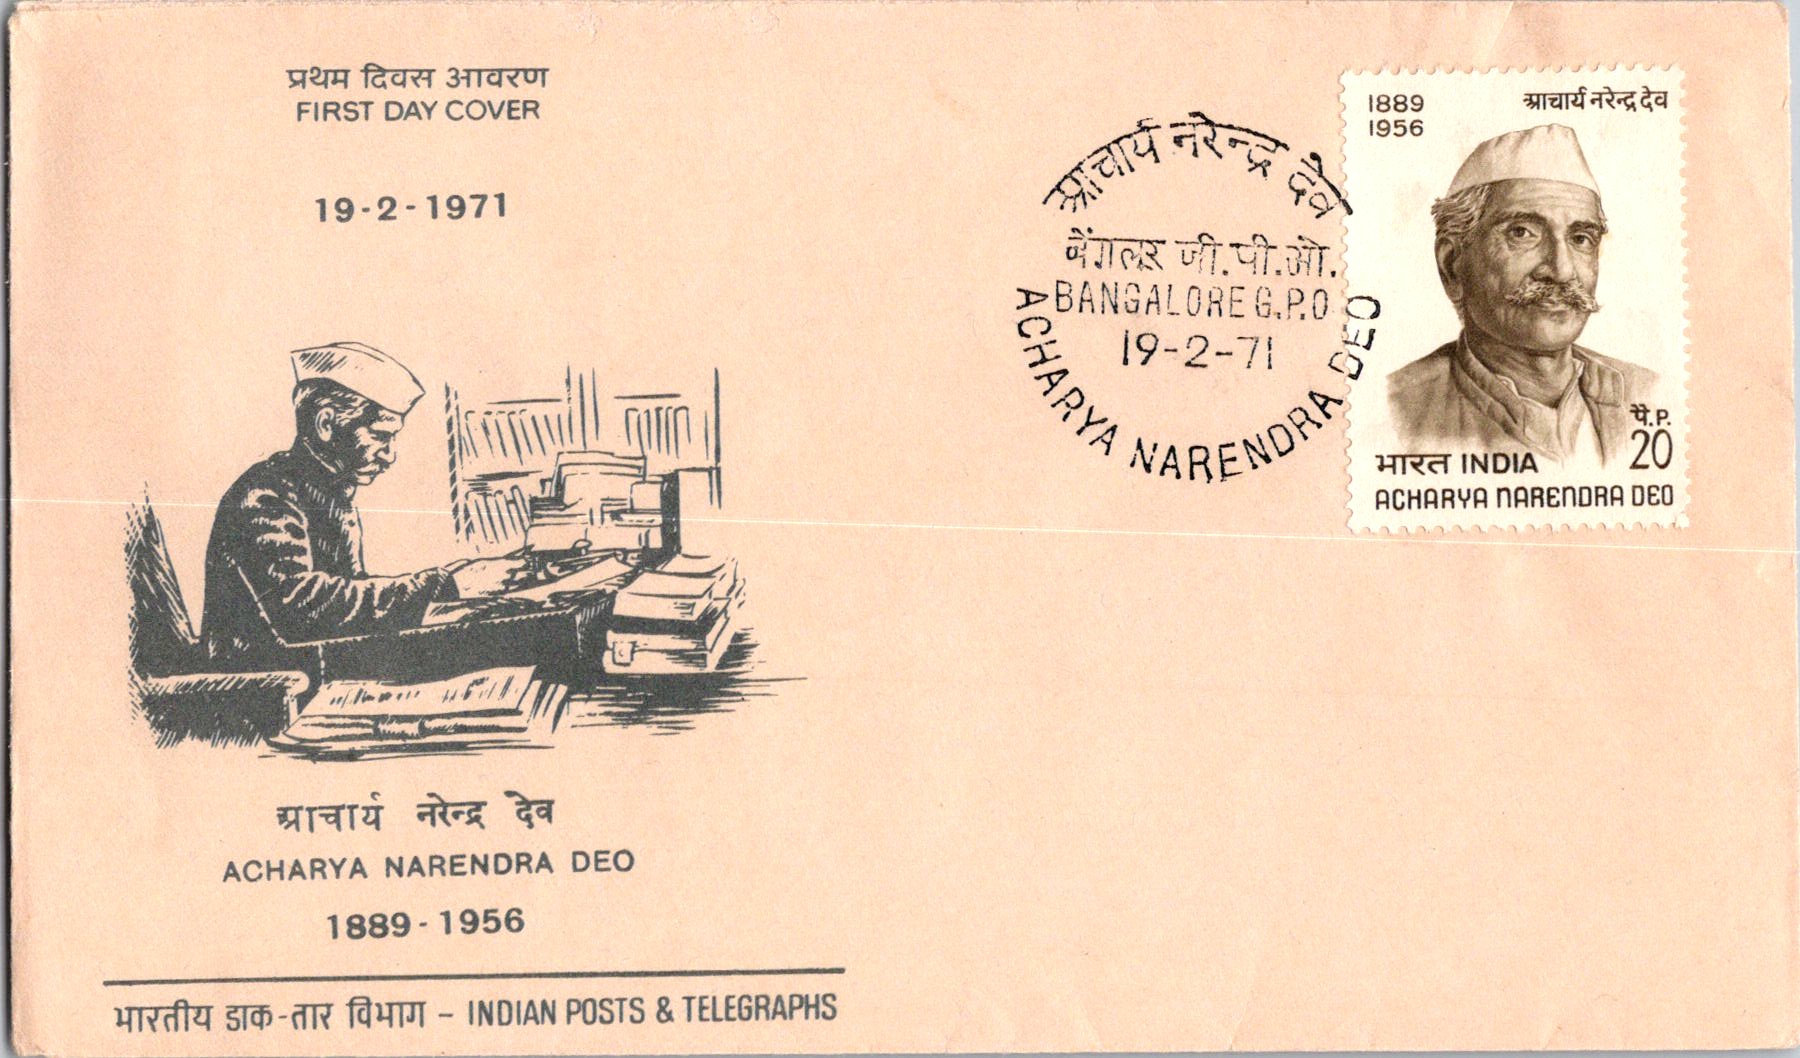 प्रथम दिवस आवरण
FIRST DAY COVER
19-2-1971
आचार्य नरेन्द्र देव
ACHARYA NARENDRA DEO
1889-1956
भारतीय डाक-तार विभाग - INDIAN POSTS & TELEGRAPHS
आचार्य नरेन्द्र देव
बेंगलूर जी.पी.ओ.
BANGALORE G.P.O
19-2-71
ACHARYA NARENDRA DEO
1889
1956
आचार्य नरेन्द्र देव
पै.P.
20
भारत INDIA
ACHARYA NARENDRA DEO